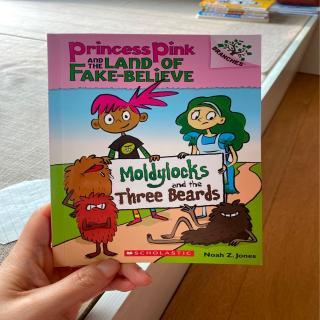 Princess Pink
AND THE LAND OF
FAKE-BELIEVE
BRANCHES
Moldylocks
and the
Three Beards
SCHOLASTIC
Noah Z. Jones